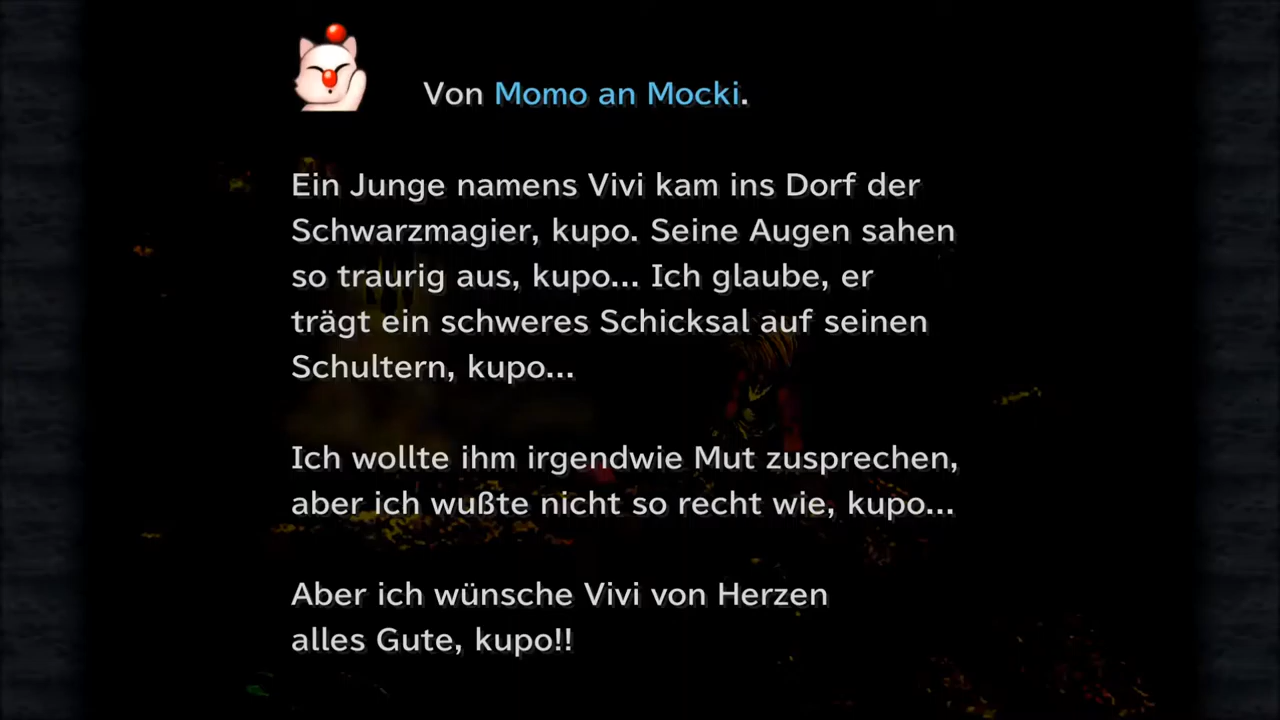 Von Momo an Mocki.
Ein Junge namens Vivi kam ins Dorf der
Schwarzmagier, kupo. Seine Augen sahen
so traurig aus, kupo... Ich glaube, er
trägt ein schweres Schicksal auf seinen
Schultern, kupo...
Ich wollte ihm irgendwie Mut zusprechen,
aber ich wußte nicht so recht wie, kupo...
Aber ich wünsche Vivi von Herzen
alles Gute, kupo!!